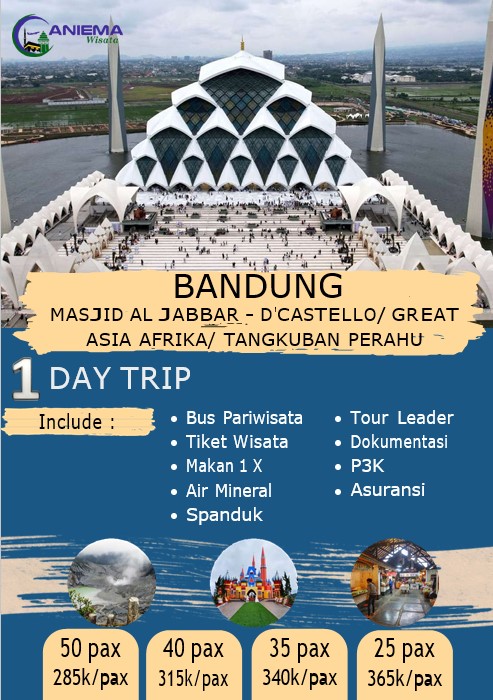 CANIEMA
Wisata
BANDUNG
MASJID AL JABBAR - D'CASTELLO/ GREAT
ASIA AFRIKA/ TANGKUBAN PERAHU
1 DAY TRIP
Include :
• Bus Pariwisata
• Tiket Wisata
• Makan 1 X
• Air Mineral
• Spanduk
• Tour Leader
• Dokumentasi
• P3K
• Asuransi
50 pax
285k/pax
40 pax
315k/pax
35 pax
340k/pax
25 pax
365k/pax